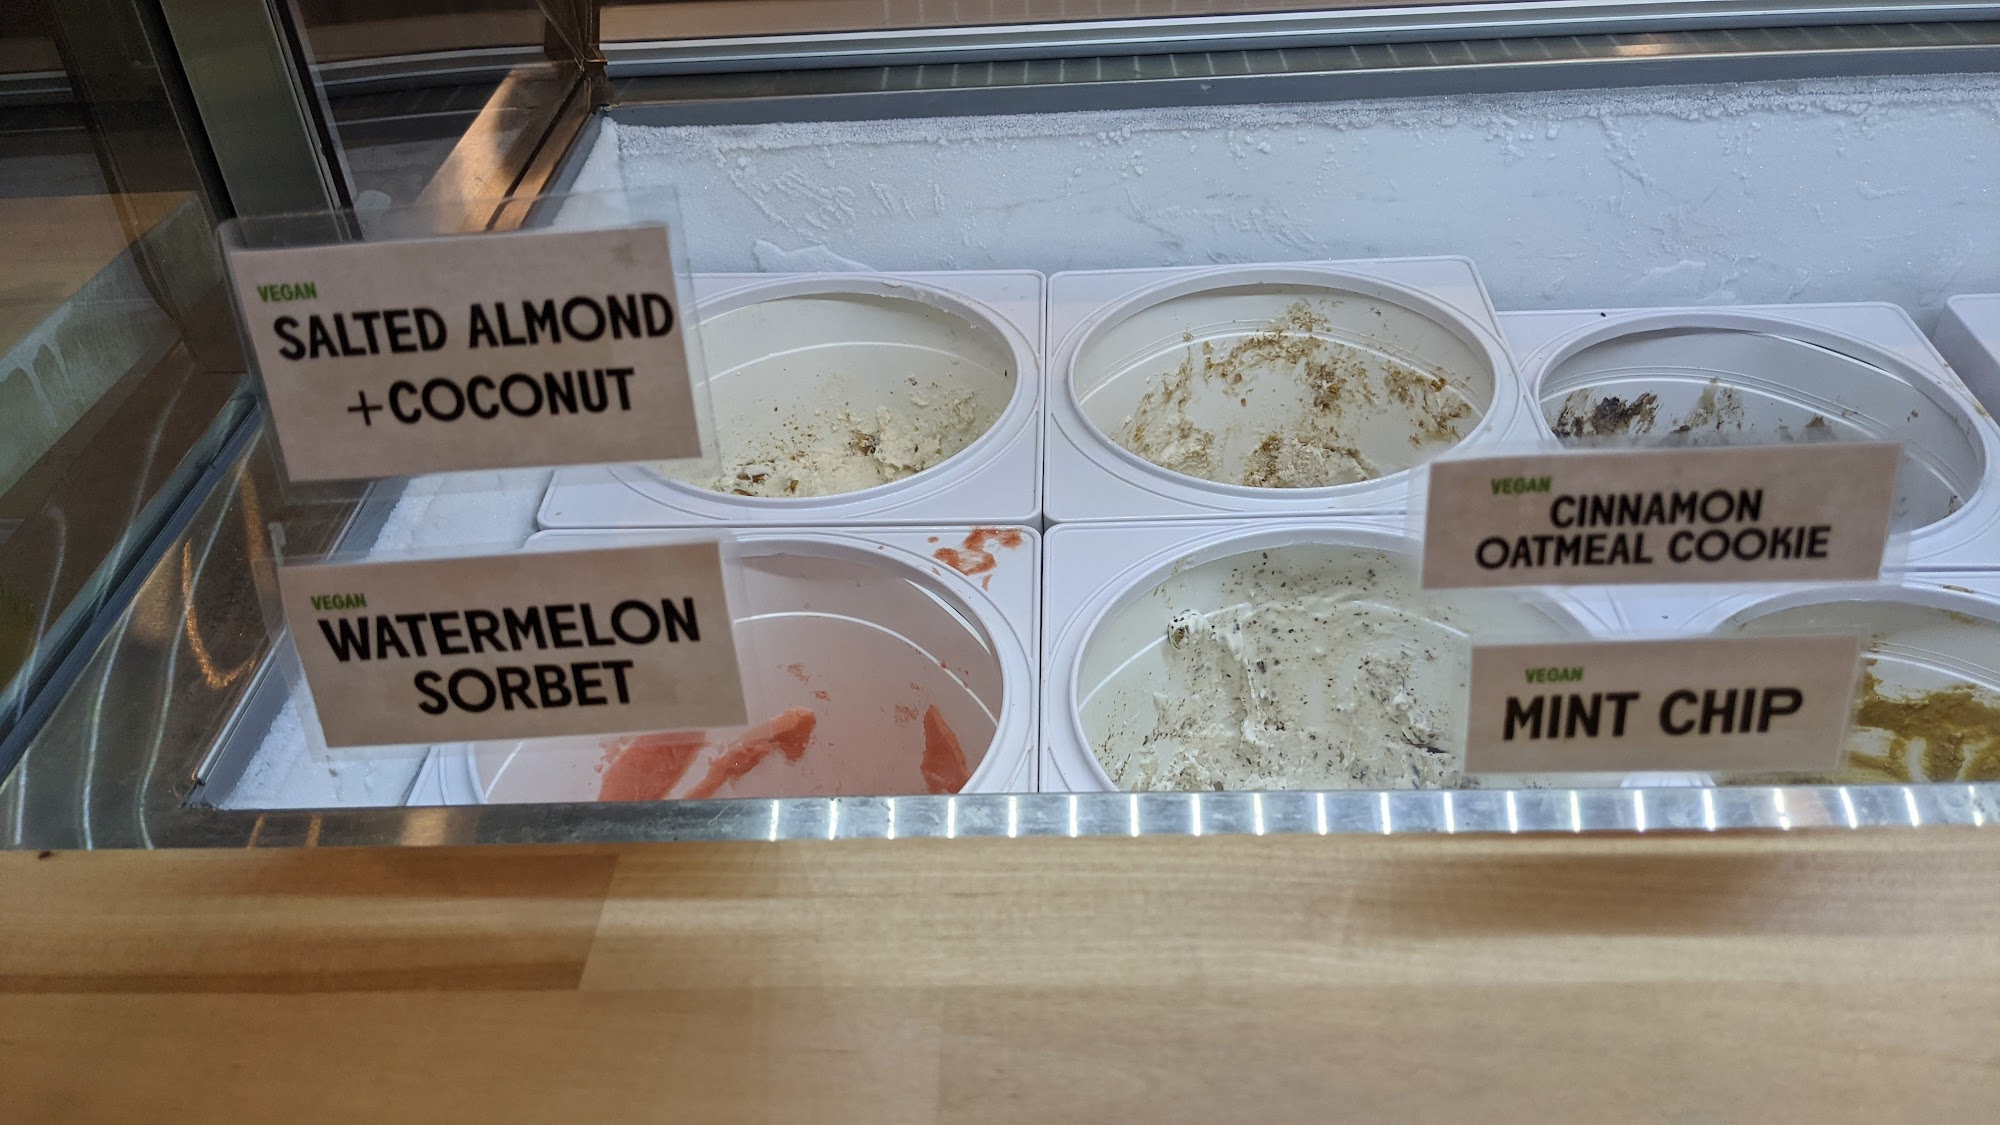 VEGAN
SALTED ALMOND
+COCONUT
VEGAN
WATERMELON
SORBET
VEGAN
CINNAMON
OATMEAL COOKIE
VEGAN
MINT CHIP